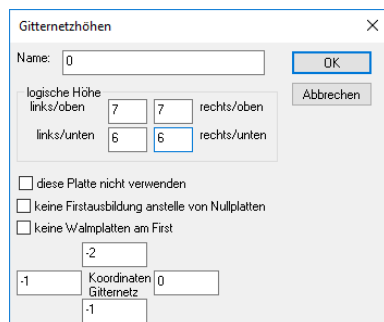 Gitternetzhöhen
Name: 0
OK
Abbrechen
logische Höhe
links/oben 7 7 rechts/oben
links/unten 6 6 rechts/unten
diese Platte nicht verwenden
keine Firstausbildung anstelle von Nullplatten
keine Walmplatten am First
-2
-1 Koordinaten 0
Gitternetz
-1